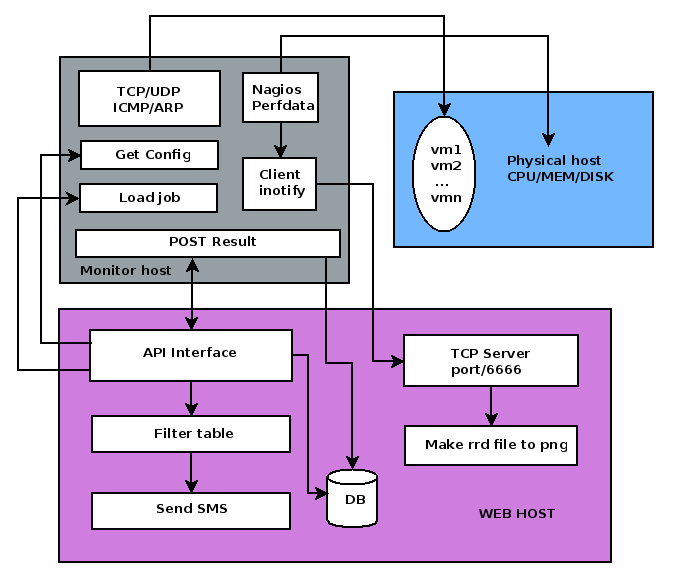 TCP/UDP
ICMP/ARP
Nagios
Perfdata
Get Config
Client
inotify
Load job
POST Result
Monitor host
vm1
vm2
...
vmn
Physical host
CPU/MEM/DISK
API Interface
TCP Server
port/6666
Filter table
Make rrd file to png
Send SMS
DB
WEB HOST